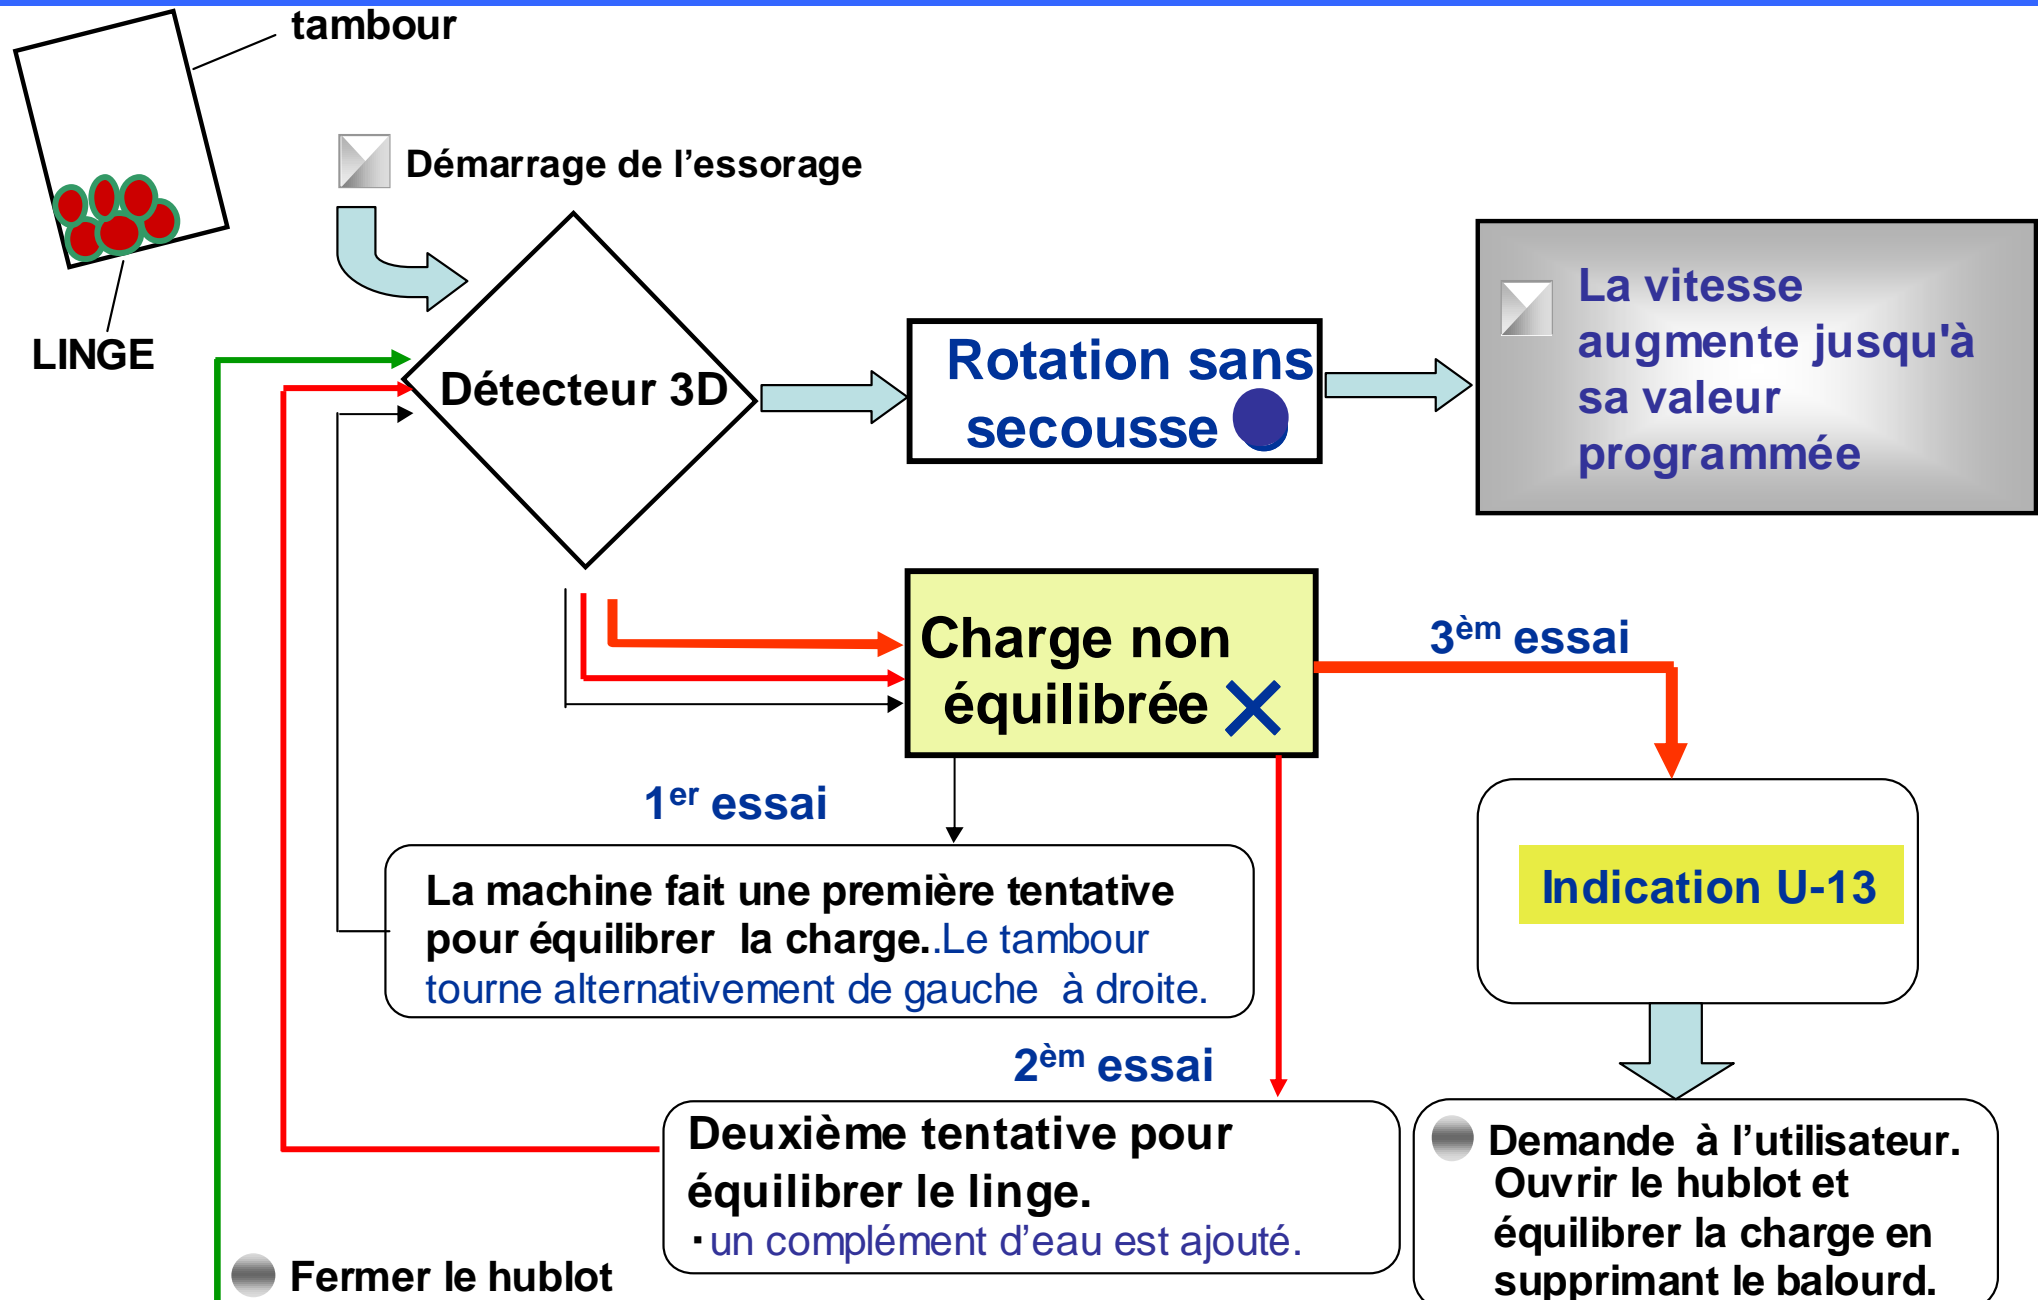 tambour
Démarrage de l'essorage
LINGE
Détecteur 3D
Rotation sans
secousse
La vitesse
augmente jusqu'à
sa valeur
programmée
Charge non
équilibrée
3èm essai
1er essai
La machine fait une première tentative
pour équilibrer la charge..Le tambour
tourne alternativement de gauche à droite.
Indication U-13
2èm essai
Deuxième tentative pour
équilibrer le linge.
▪un complément d'eau est ajouté.
Demande à l'utilisateur.
Ouvrir le hublot et
équilibrer la charge en
supprimant le balourd.
Fermer le hublot